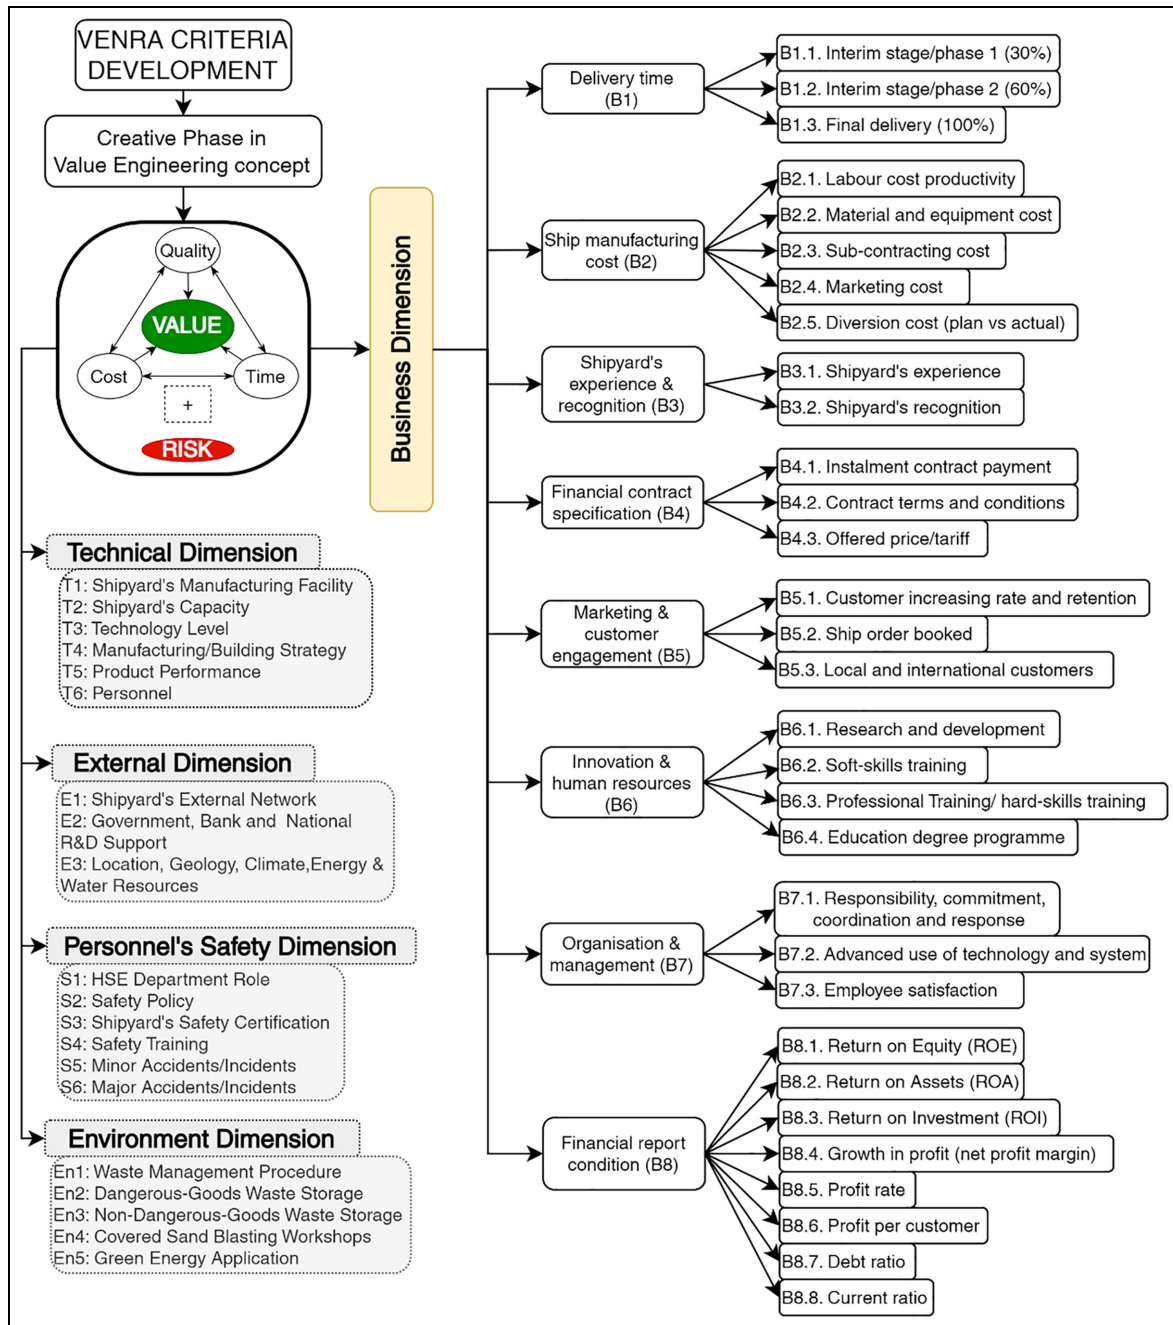 VENRA CRITERIA
DEVELOPMENT
Creative Phase in
Value Engineering concept
Quality
VALUE
Cost
Time
+
RISK
Business Dimension
Technical Dimension
T1: Shipyard's Manufacturing Facility
T2: Shipyard's Capacity
T3: Technology Level
T4: Manufacturing/Building Strategy
T5: Product Performance
T6: Personnel
External Dimension
E1: Shipyard's External Network
E2: Government, Bank and National
R&D Support
E3: Location, Geology, Climate,Energy &
Water Resources
Personnel's Safety Dimension
S1: HSE Department Role
S2: Safety Policy
S3: Shipyard's Safety Certification
S4: Safety Training
S5: Minor Accidents/Incidents
S6: Major Accidents/Incidents
Environment Dimension
En1: Waste Management Procedure
En2: Dangerous-Goods Waste Storage
En3: Non-Dangerous-Goods Waste Storage
En4: Covered Sand Blasting Workshops
En5: Green Energy Application
Delivery time
(B1)
B1.1. Interim stage/phase 1 (30%)
B1.2. Interim stage/phase 2 (60%)
B1.3. Final delivery (100%)
Ship manufacturing
cost (B2)
B2.1. Labour cost productivity
B2.2. Material and equipment cost
B2.3. Sub-contracting cost
B2.4. Marketing cost
B2.5. Diversion cost (plan vs actual)
Shipyard's
experience &
recognition (B3)
B3.1. Shipyard's experience
B3.2. Shipyard's recognition
Financial contract
specification (B4)
B4.1. Instalment contract payment
B4.2. Contract terms and conditions
B4.3. Offered price/tariff
Marketing &
customer
engagement (B5)
B5.1. Customer increasing rate and retention
B5.2. Ship order booked
B5.3. Local and international customers
Innovation &
human resources
(B6)
B6.1. Research and development
B6.2. Soft-skills training
B6.3. Professional Training/ hard-skills training
B6.4. Education degree programme
Organisation &
management (B7)
B7.1. Responsibility, commitment,
coordination and response
B7.2. Advanced use of technology and system
B7.3. Employee satisfaction
Financial report
condition (B8)
B8.1. Return on Equity (ROE)
B8.2. Return on Assets (ROA)
B8.3. Return on Investment (ROI)
B8.4. Growth in profit (net profit margin)
B8.5. Profit rate
B8.6. Profit per customer
B8.7. Debt ratio
B8.8. Current ratio